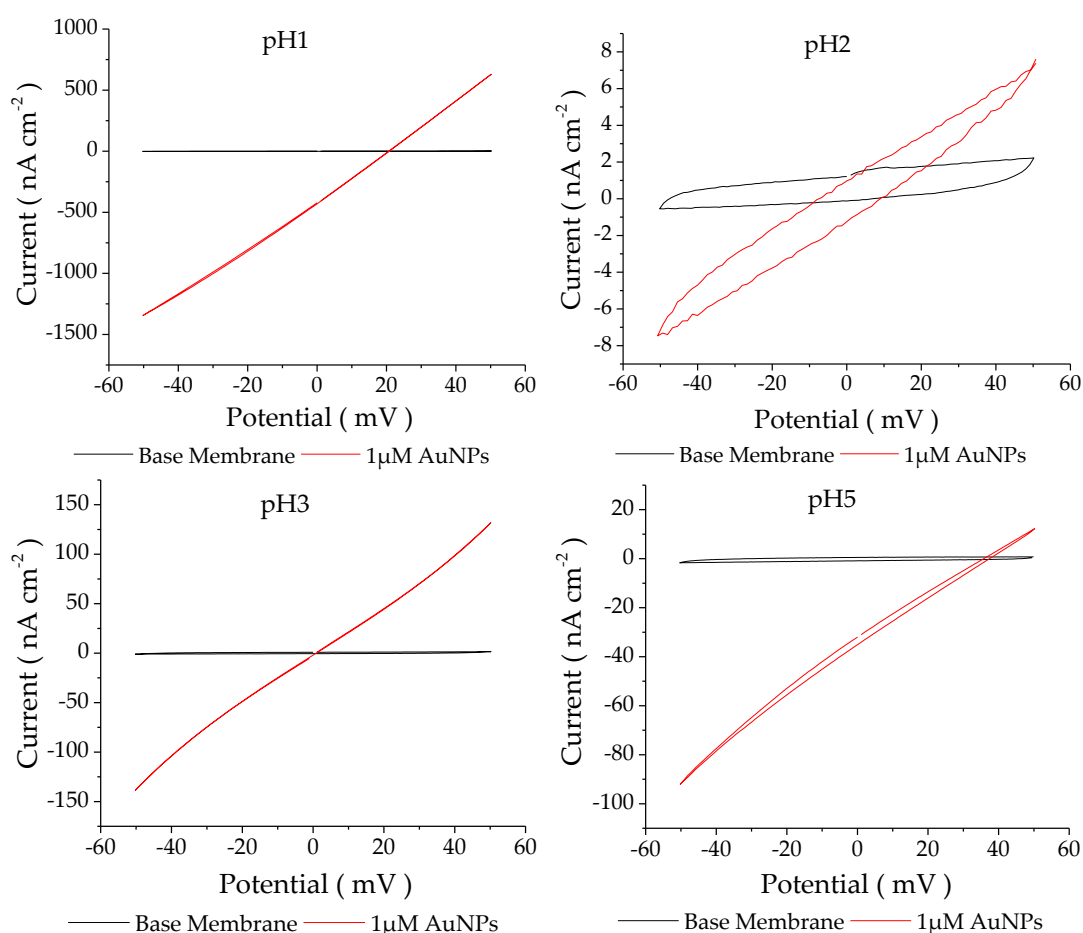 pH1
1000
500
0
-500
-1000
-1500
Current ( nA cm⁻²)
-60 -40 -20 0 20 40 60
Potential ( mV )
Base Membrane 1µM AuNPs
pH2
8
6
4
2
0
-2
-4
-6
-8
Current ( nA cm⁻²)
-60 -40 -20 0 20 40 60
Potential ( mV )
Base Membrane 1µM AuNPs
pH3
150
100
50
0
-50
-100
-150
Current ( nA cm⁻²)
-60 -40 -20 0 20 40 60
Potential ( mV )
Base Membrane 1µM AuNPs
pH5
20
0
-20
-40
-60
-80
-100
Current ( nA cm⁻²)
-60 -40 -20 0 20 40 60
Potential ( mV )
Base Membrane 1µM AuNPs